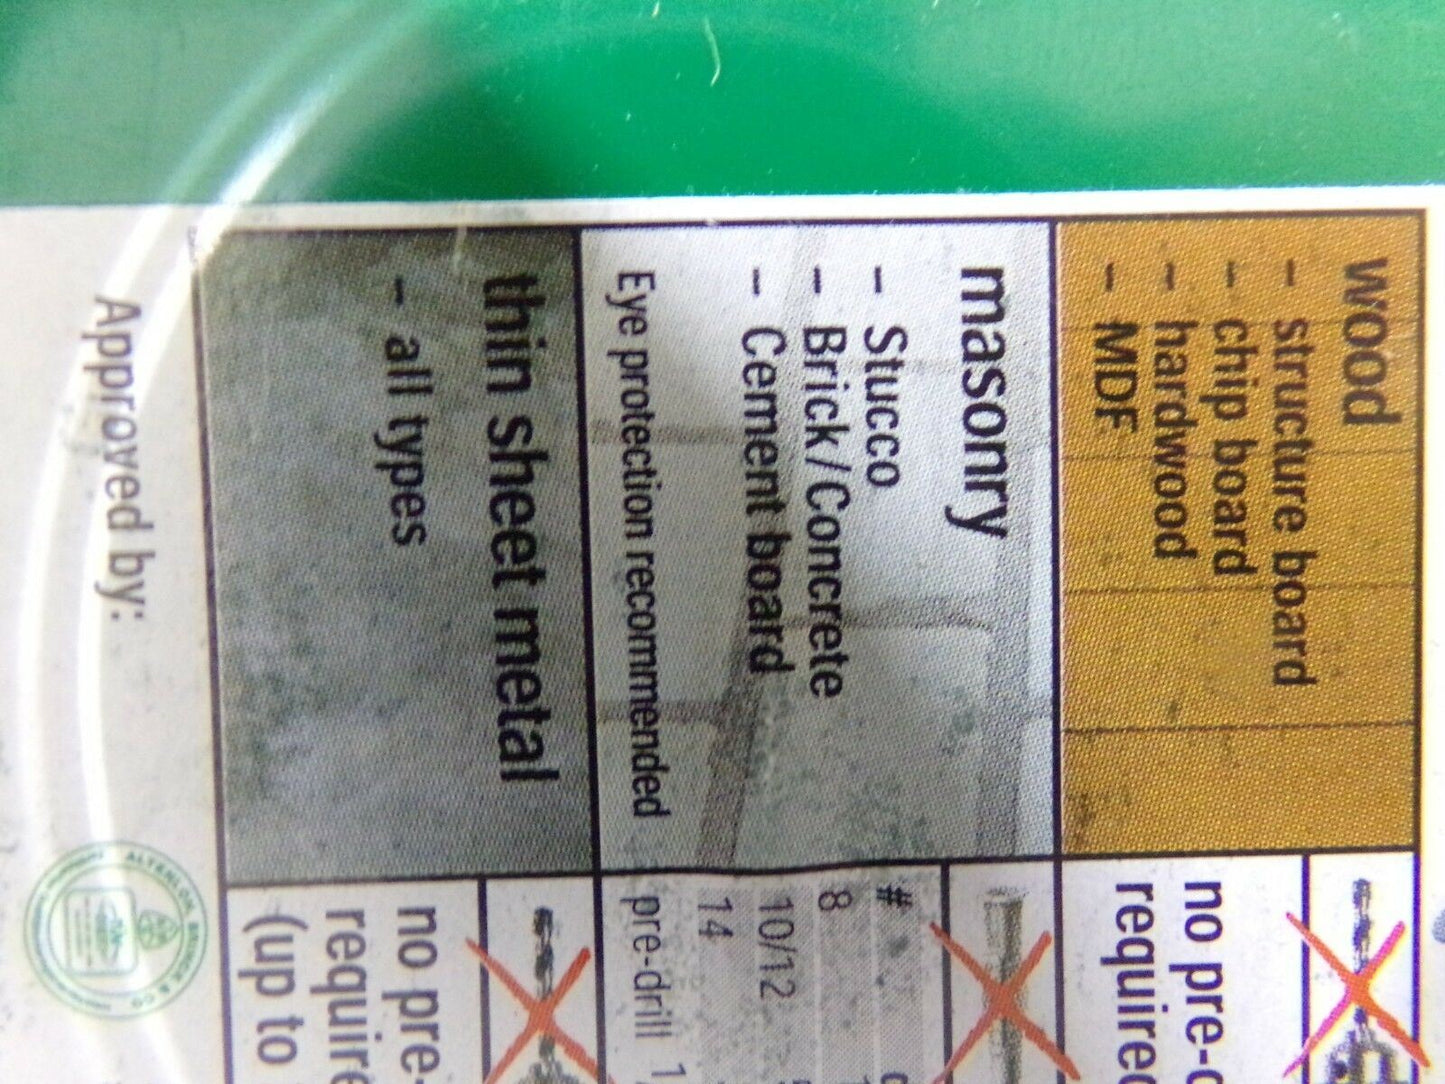 wood
- structure board
- chip board
- hardwood
- MDF
no pre-
required
masonry
- Stucco
- Brick/Concrete
- Cement board
Eye protection recommended
#
8
10/12
14
pre-drill
thin sheet metal
- all types
no pre-
require
(up to
Approved by: